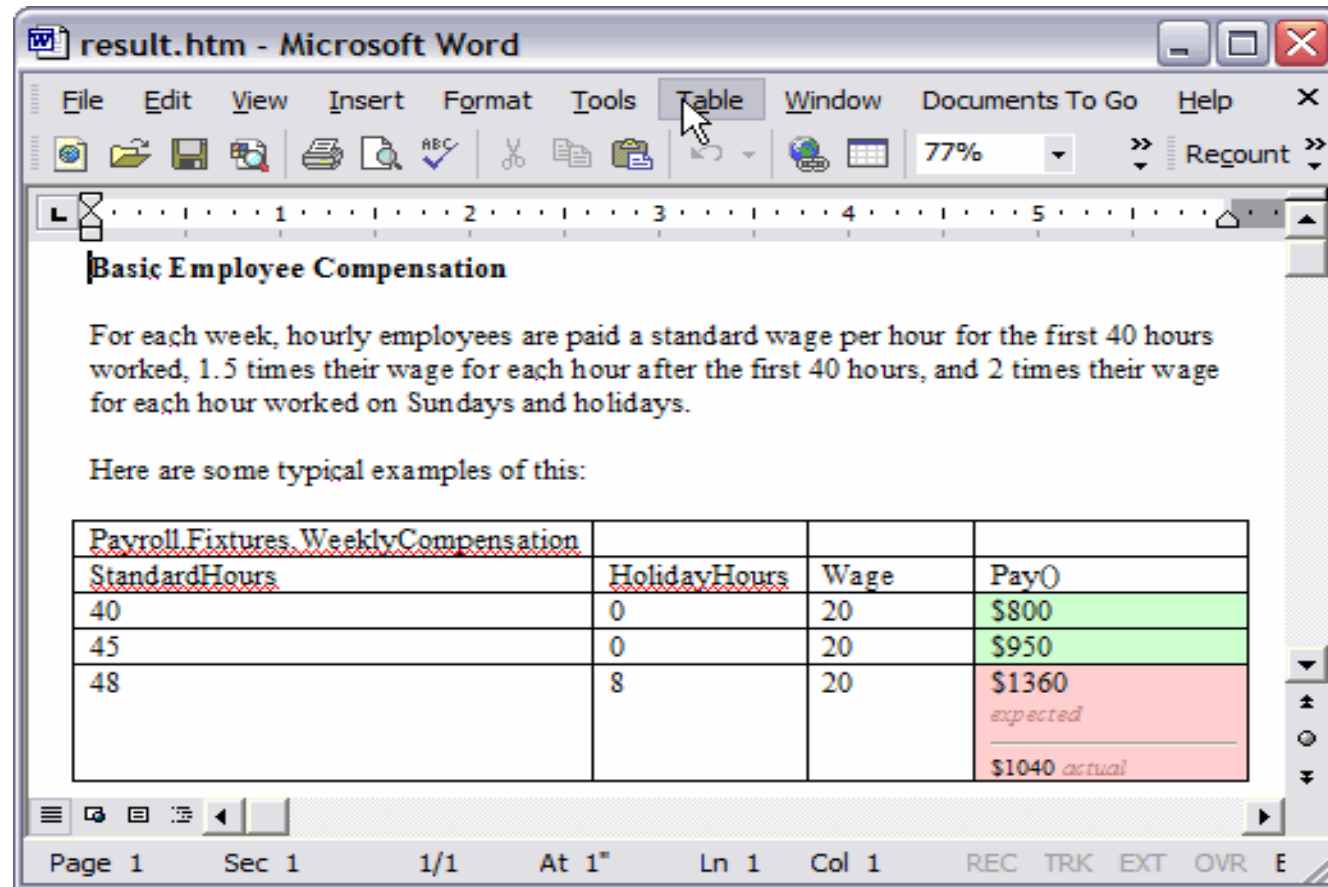 result.htm - Microsoft Word
File Edit View Insert Format Tools Table Window Documents To Go Help
ABC 77% Recount
1 2 3 4 5
Basic Employee Compensation
For each week, hourly employees are paid a standard wage per hour for the first 40 hours
worked, 1.5 times their wage for each hour after the first 40 hours, and 2 times their wage
for each hour worked on Sundays and holidays.
Here are some typical examples of this:
Payroll.Fixtures.WeeklyCompensation
StandardHours HolidayHours Wage Pay()
40 0 20 $800
45 0 20 $950
48 8 20 $1360
expected
$1040 actual
Page 1 Sec 1 1/1 At 1" Ln 1 Col 1 REC TRK EXT OVR E